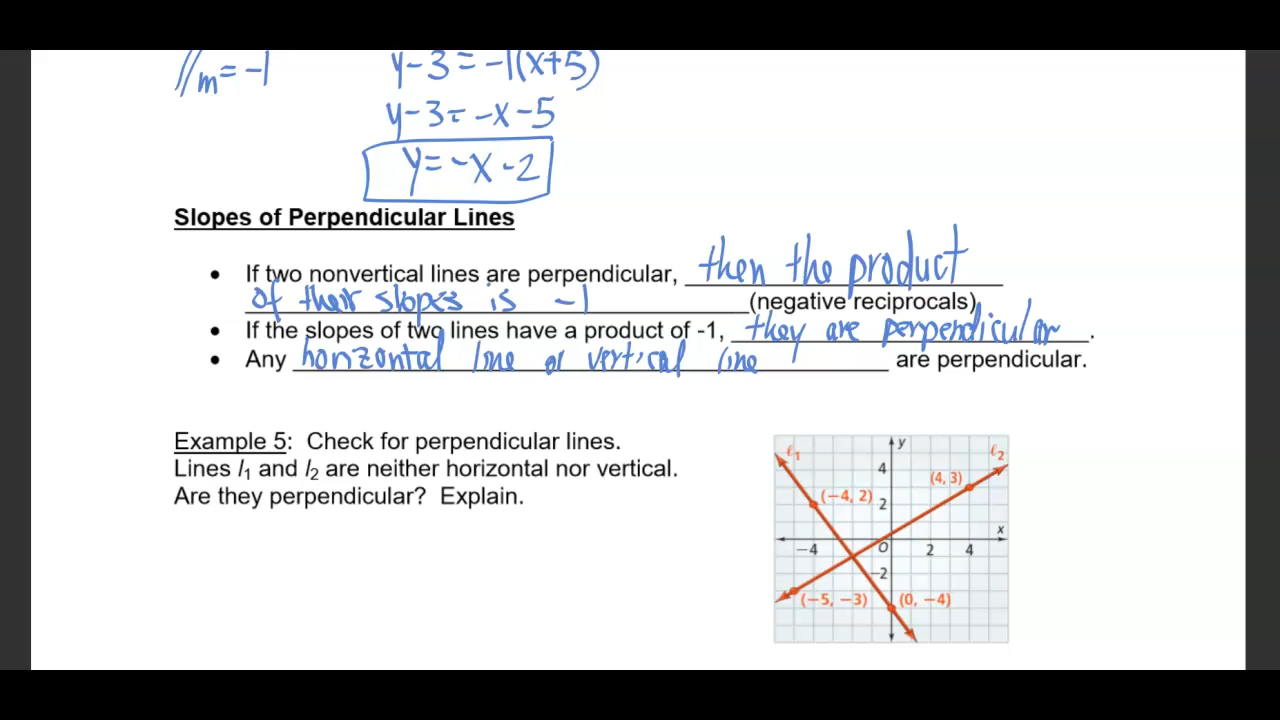 // m = -1
y - 3 = -1(x+5)
y - 3 = -x - 5
y = -x - 2
Slopes of Perpendicular Lines
• If two nonvertical lines are perpendicular, then the product
of their slopes is -1 (negative reciprocals)
• If the slopes of two lines have a product of -1, they are perpendicular.
• Any horizontal line or vertical line are perpendicular.
Example 5: Check for perpendicular lines.
Lines l1 and l2 are neither horizontal nor vertical.
Are they perpendicular? Explain.
ℓ1
y
ℓ2
4
(4, 3)
(−4, 2)
2
x
−4
O
2
4
−2
(−5, −3)
(0, −4)